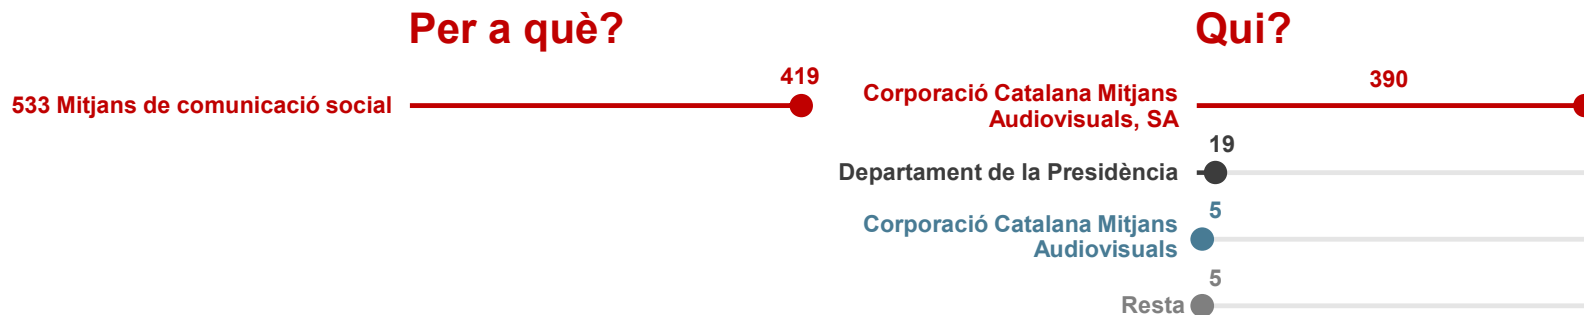 Per a què?
419
533 Mitjans de comunicació social
Qui?
390
Corporació Catalana Mitjans
Audiovisuals, SA
19
Departament de la Presidència
5
Corporació Catalana Mitjans
Audiovisuals
5
Resta